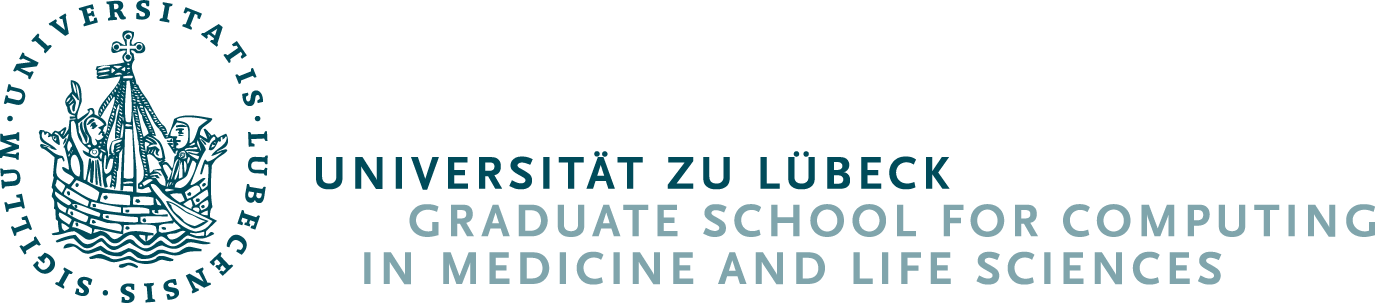 SIGILLUM · UNIVERSITATIS · LUBECENSIS ·
UNIVERSITÄT ZU LÜBECK
GRADUATE SCHOOL FOR COMPUTING
IN MEDICINE AND LIFE SCIENCES